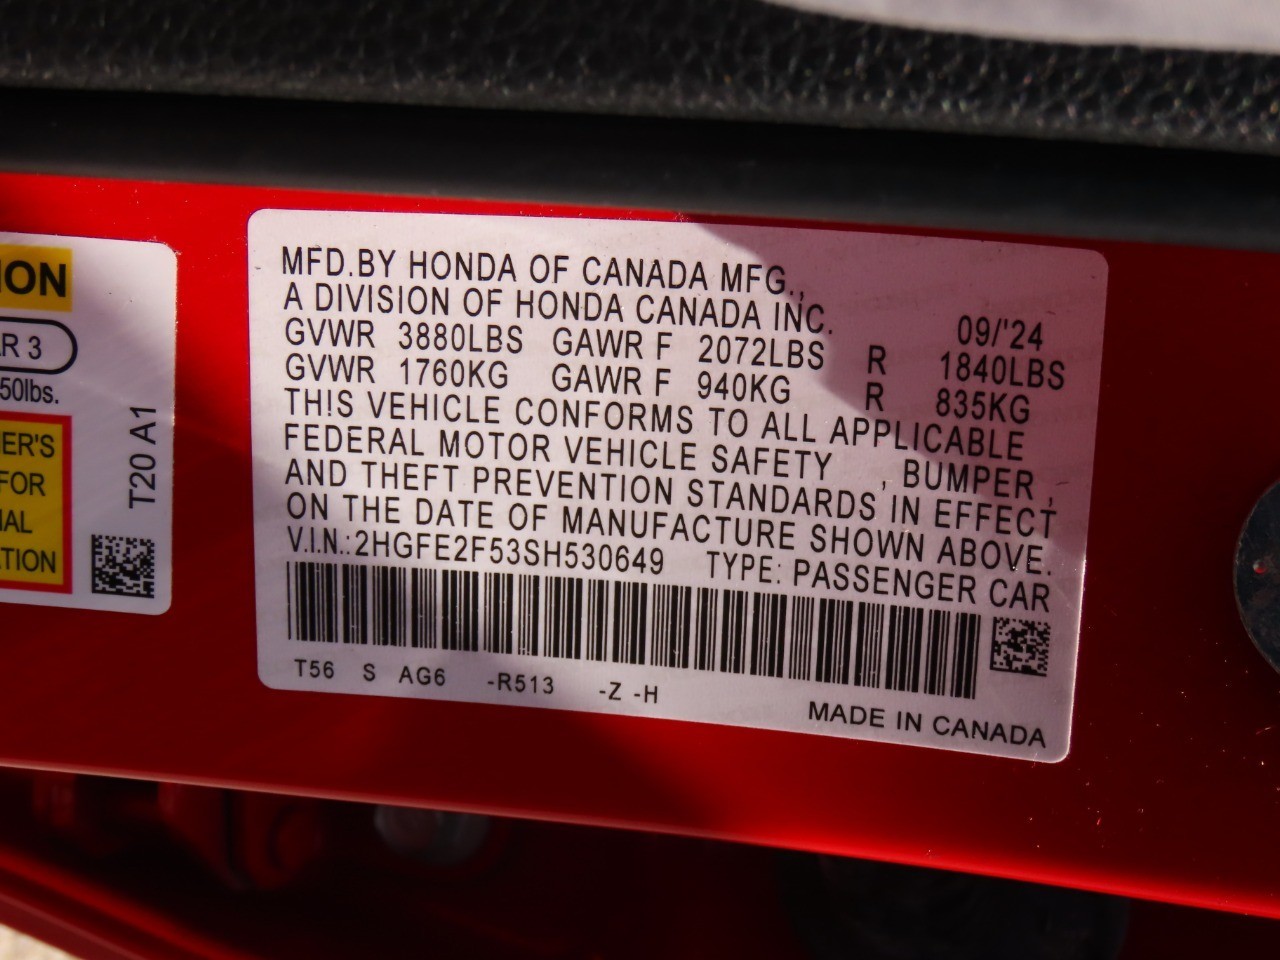 ION
R 3
50lbs.
ER'S
FOR
ATION
T20 A1
MFD.BY HONDA OF CANADA MFG.,
A DIVISION OF HONDA CANADA INC.
09/'24
GVWR 3880LBS GAWR F 2072LBS R 1840LBS
GVWR 1760KG GAWR F 940KG R 835KG
THIS VEHICLE CONFORMS TO ALL APPLICABLE
FEDERAL MOTOR VEHICLE SAFETY BUMPER ,
AND THEFT PREVENTION STANDARDS IN EFFECT
ON THE DATE OF MANUFACTURE SHOWN ABOVE.
V.I.N.:2HGFE2F53SH530649 TYPE: PASSENGER CAR
T56 S AG6 -R513 -Z -H
MADE IN CANADA